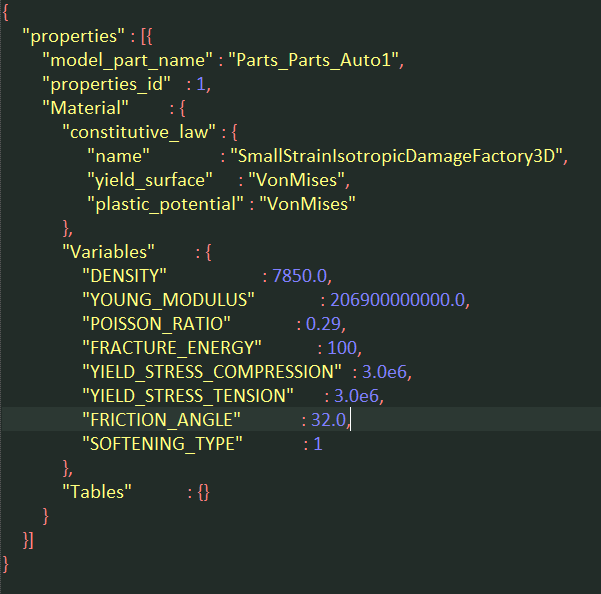 {
"properties" : [{
"model_part_name" : "Parts_Parts_Auto1",
"properties_id" : 1,
"Material" : {
"constitutive_law" : {
"name" : "SmallStrainIsotropicDamageFactory3D",
"yield_surface" : "VonMises",
"plastic_potential" : "VonMises"
},
"Variables" : {
"DENSITY" : 7850.0,
"YOUNG_MODULUS" : 206900000000.0,
"POISSON_RATIO" : 0.29,
"FRACTURE_ENERGY" : 100,
"YIELD_STRESS_COMPRESSION" : 3.0e6,
"YIELD_STRESS_TENSION" : 3.0e6,
"FRICTION_ANGLE" : 32.0,
"SOFTENING_TYPE" : 1
},
"Tables" : {}
}
}]
}